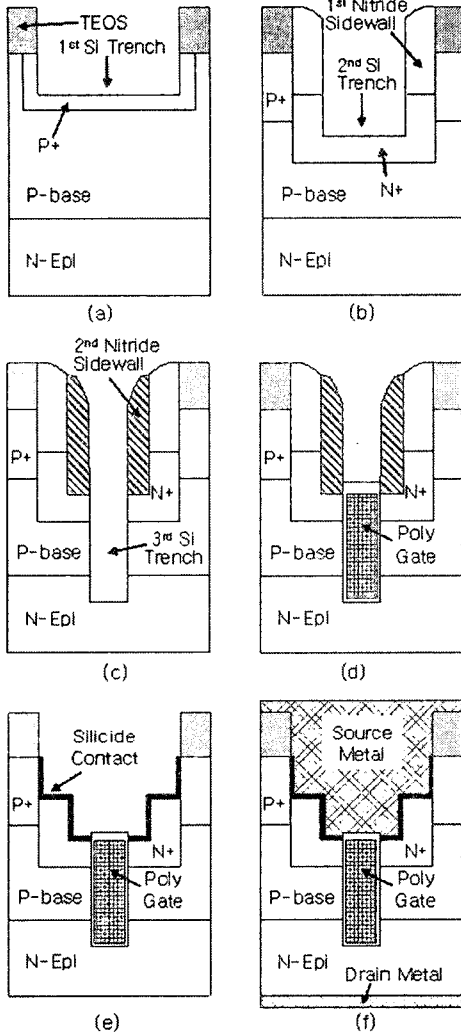 TEOS
1st Si Trench
P+
P-base
N-Epi
(a)
1st Nitride
Sidewall
2nd Si
Trench
P+
P-base
N+
N-Epi
(b)
2nd Nitride
Sidewall
P+
N+
P-base
3rd Si
Trench
N-Epi
(c)
P+
N+
P-base
Poly
Gate
N-Epi
(d)
Silicide
Contact
P+
N+
P-base
Poly
Gate
N-Epi
(e)
Source
Metal
P+
N+
P-base
Poly
Gate
N-Epi
Drain Metal
(f)